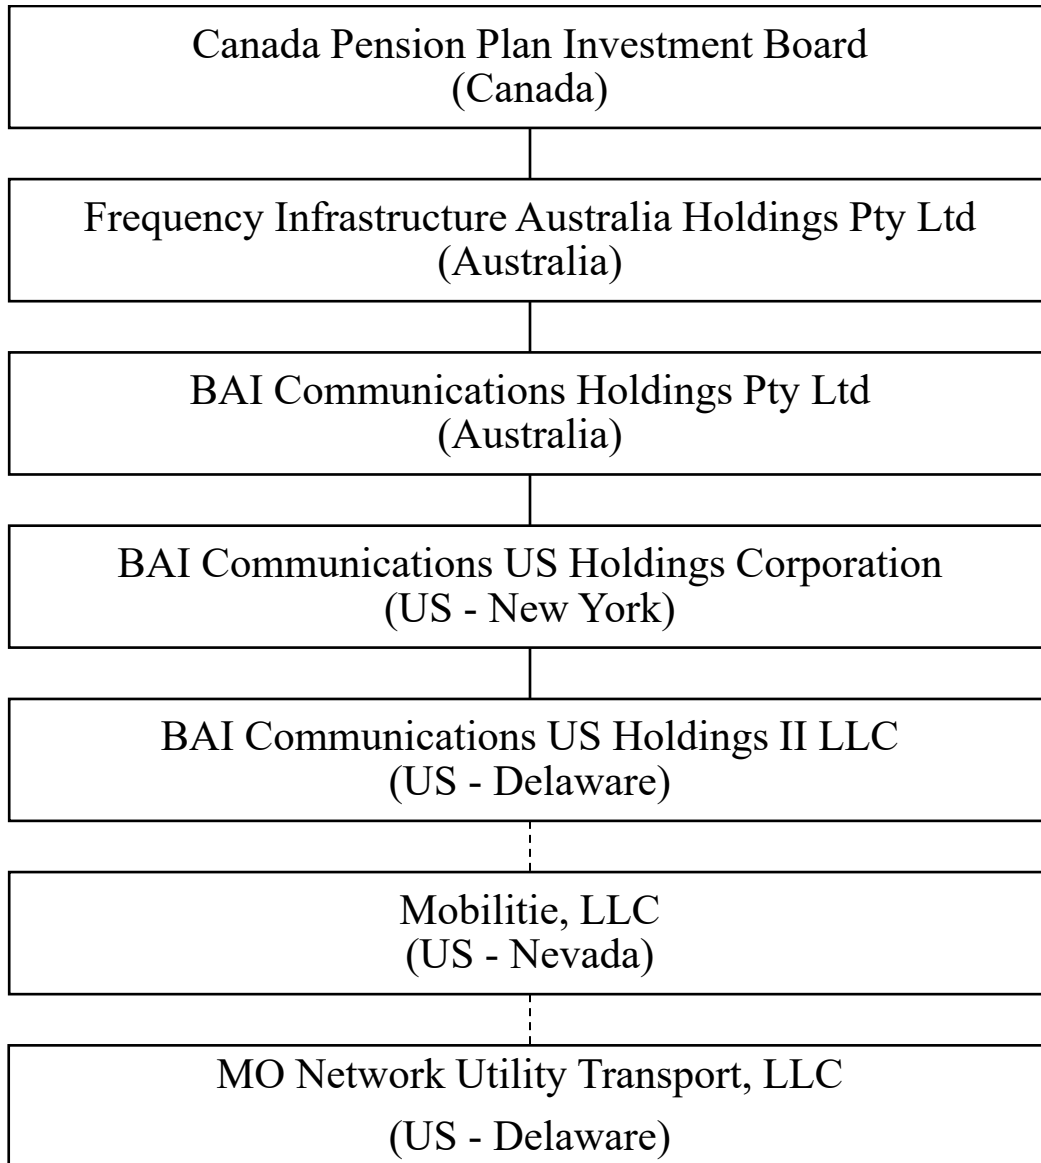 Canada Pension Plan Investment Board
(Canada)
Frequency Infrastructure Australia Holdings Pty Ltd
(Australia)
BAI Communications Holdings Pty Ltd
(Australia)
BAI Communications US Holdings Corporation
(US - New York)
BAI Communications US Holdings II LLC
(US - Delaware)
Mobilitie, LLC
(US - Nevada)
MO Network Utility Transport, LLC
(US - Delaware)